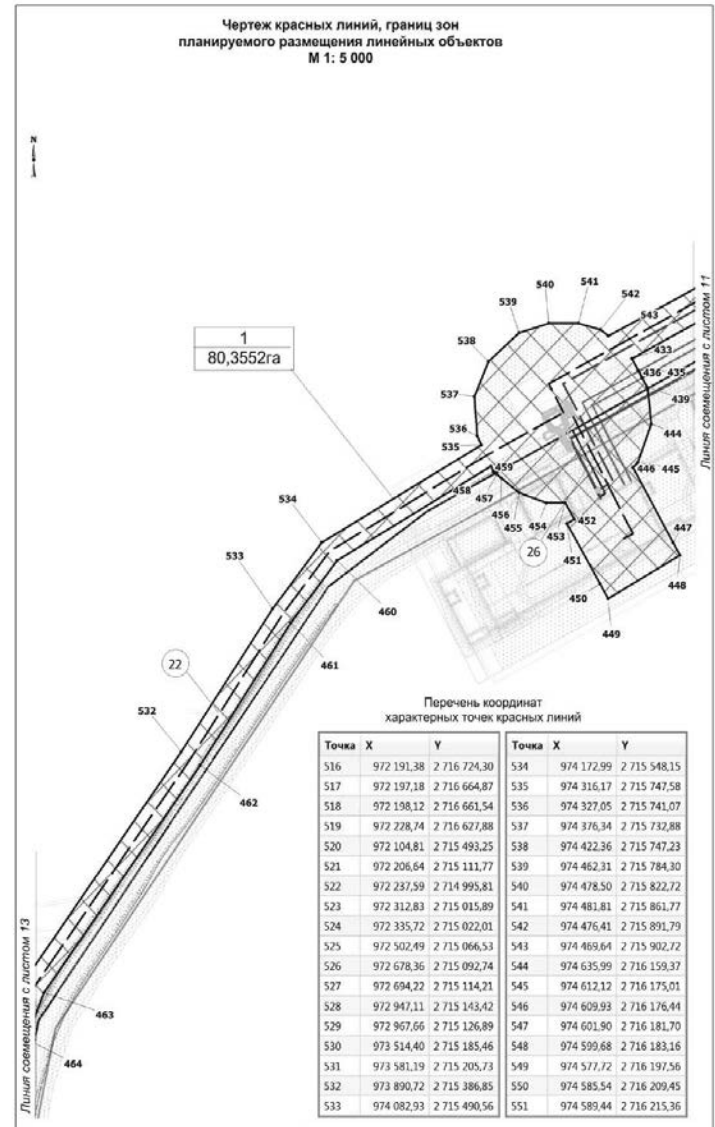 Чертеж красных линий, границ зон
планируемого размещения линейных объектов
М 1: 5 000
N
Линия совмещения с листом 11
540
541
542
539
543
538
433
1
80,3552га
436
435
537
439
536
444
535
446
445
459
458
457
456
455
454
452
453
26
451
447
448
450
449
534
533
460
461
22
532
462
463
464
Линия совмещения с листом 13
Перечень координат
характерных точек красных линий
Точка X Y Точка X Y
516 972 191,38 2 716 724,30 534 974 172,99 2 715 548,15
517 972 197,18 2 716 664,87 535 974 316,17 2 715 747,58
518 972 198,12 2 716 661,54 536 974 327,05 2 715 741,07
519 972 228,74 2 716 627,88 537 974 376,34 2 715 732,88
520 972 104,81 2 715 493,25 538 974 422,36 2 715 747,23
521 972 206,64 2 715 111,77 539 974 462,31 2 715 784,30
522 972 237,59 2 714 995,81 540 974 478,50 2 715 822,72
523 972 312,83 2 715 015,89 541 974 481,81 2 715 861,77
524 972 335,72 2 715 022,01 542 974 476,41 2 715 891,79
525 972 502,49 2 715 066,53 543 974 469,64 2 715 902,72
526 972 678,36 2 715 092,74 544 974 635,99 2 716 159,37
527 972 694,22 2 715 114,21 545 974 612,12 2 716 175,01
528 972 947,11 2 715 143,42 546 974 609,93 2 716 176,44
529 972 967,66 2 715 126,89 547 974 601,90 2 716 181,70
530 973 514,40 2 715 185,46 548 974 599,68 2 716 183,16
531 973 581,19 2 715 205,73 549 974 577,72 2 716 197,56
532 973 890,72 2 715 386,85 550 974 585,54 2 716 209,45
533 974 082,93 2 715 490,56 551 974 589,44 2 716 215,36